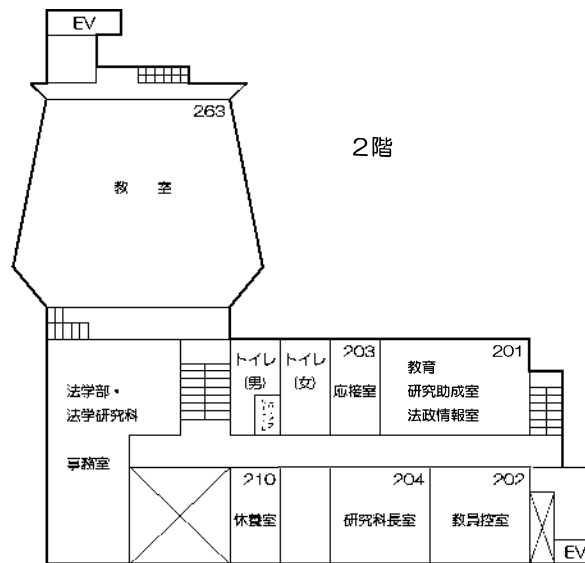 EV
263
2階
教 室
トイレ
(男)
トイレ
(女)
203
応接室
201
教育
研究助成室
法政情報室
法学部・
法学研究科
事務室
210
休養室
204
研究科長室
202
教員控室
EV